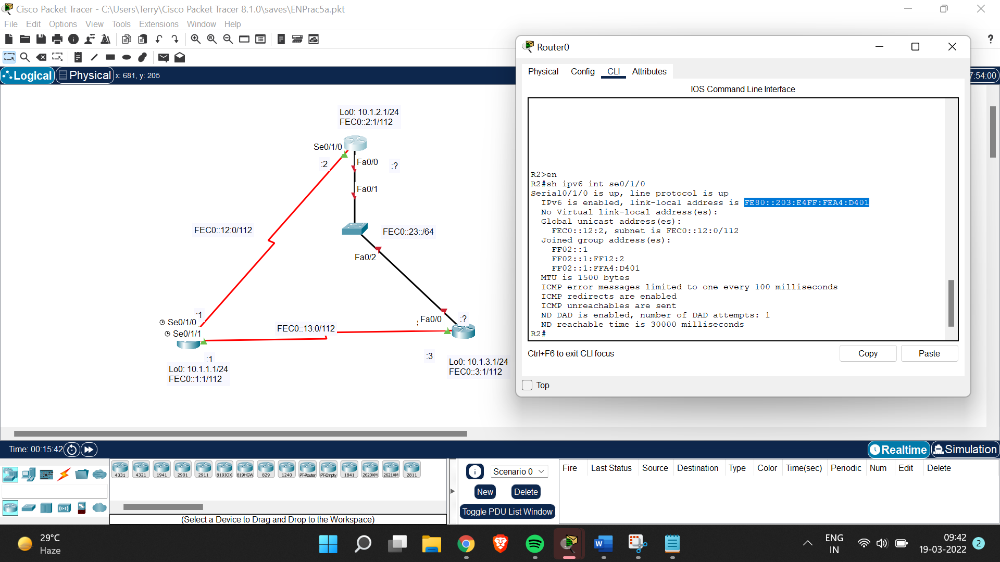 Cisco Packet Tracer - C:\Users\Terry\Cisco Packet Tracer 8.1.0\saves\ENPrac5a.pkt
File Edit Options View Tools Extensions Window Help
Logical Physical x: 681, y: 205
7:54:00
Lo0: 10.1.2.1/24
FEC0::2:1/112
Se0/1/0
:2
Fa0/0
:?
Fa0/1
FEC0::12:0/112
FEC0::23::/64
Fa0/2
:1
Se0/1/0
Se0/1/1
FEC0::13:0/112
Fa0/0
:?
:1
Lo0: 10.1.1.1/24
FEC0::1:1/112
:3
Lo0: 10.1.3.1/24
FEC0::3:1/112
Router0
Physical Config CLI Attributes
IOS Command Line Interface
R2>en
R2#sh ipv6 int se0/1/0
Serial0/1/0 is up, line protocol is up
IPv6 is enabled, link-local address is FE80::203:E4FF:FEA4:D401
No Virtual link-local address(es):
Global unicast address(es):
FEC0::12:2, subnet is FEC0::12:0/112
Joined group address(es):
FF02::1
FF02::1:FF12:2
FF02::1:FFA4:D401
MTU is 1500 bytes
ICMP error messages limited to one every 100 milliseconds
ICMP redirects are enabled
ICMP unreachables are sent
ND DAD is enabled, number of DAD attempts: 1
ND reachable time is 30000 milliseconds
R2#
Ctrl+F6 to exit CLI focus
Copy Paste
Top
Time: 00:15:42
Realtime Simulation
4331 4321 1941 2901 2911 819IOX 819HGW 829 1240 PT-Router PT-Empty 1841 2620XM 2621XM 2811
(Select a Device to Drag and Drop to the Workspace)
Scenario 0
New Delete
Toggle PDU List Window
Fire Last Status Source Destination Type Color Time(sec) Periodic Num Edit Delete
29°C
Haze
ENG
IN
09:42
19-03-2022
2